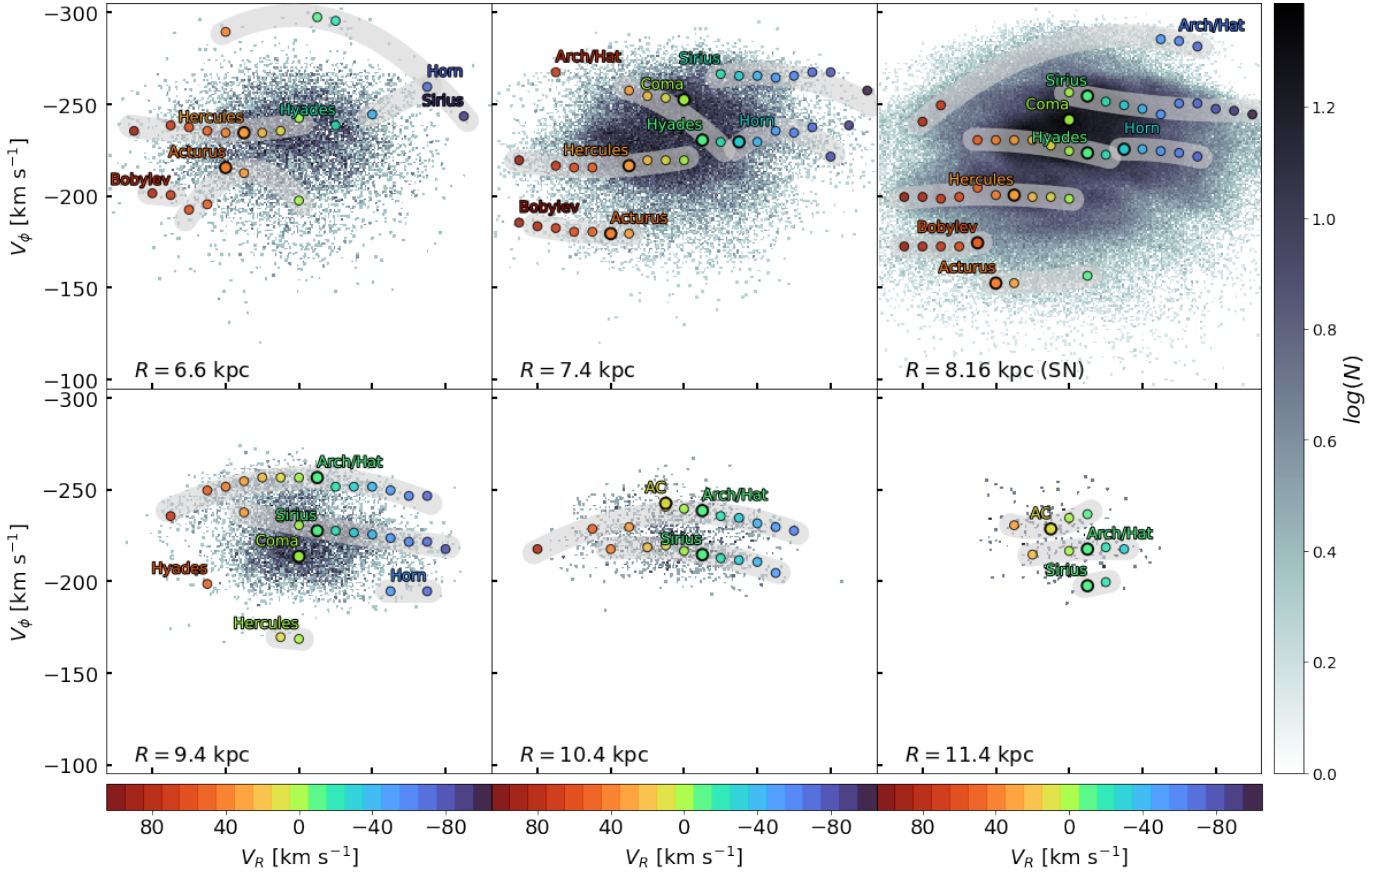 −300
−250
−200
−150
−100
V_ϕ [km s⁻¹]
Horn
Sirius
Hercules
Hyades
Acturus
Bobylev
R = 6.6 kpc
Arch/Hat
Sirius
Coma
Hyades
Horn
Hercules
Bobylev
Acturus
R = 7.4 kpc
Arch/Hat
Sirius
Coma
Hyades
Horn
Hercules
Bobylev
Acturus
R = 8.16 kpc (SN)
−300
−250
−200
−150
−100
V_ϕ [km s⁻¹]
Arch/Hat
Sirius
Coma
Hyades
Horn
Hercules
R = 9.4 kpc
AC
Arch/Hat
Sirius
R = 10.4 kpc
AC
Arch/Hat
Sirius
R = 11.4 kpc
1.2
1.0
0.8
0.6
0.4
0.2
0.0
log(N)
80 40 0 −40 −80
80 40 0 −40 −80
80 40 0 −40 −80
V_R [km s⁻¹]
V_R [km s⁻¹]
V_R [km s⁻¹]